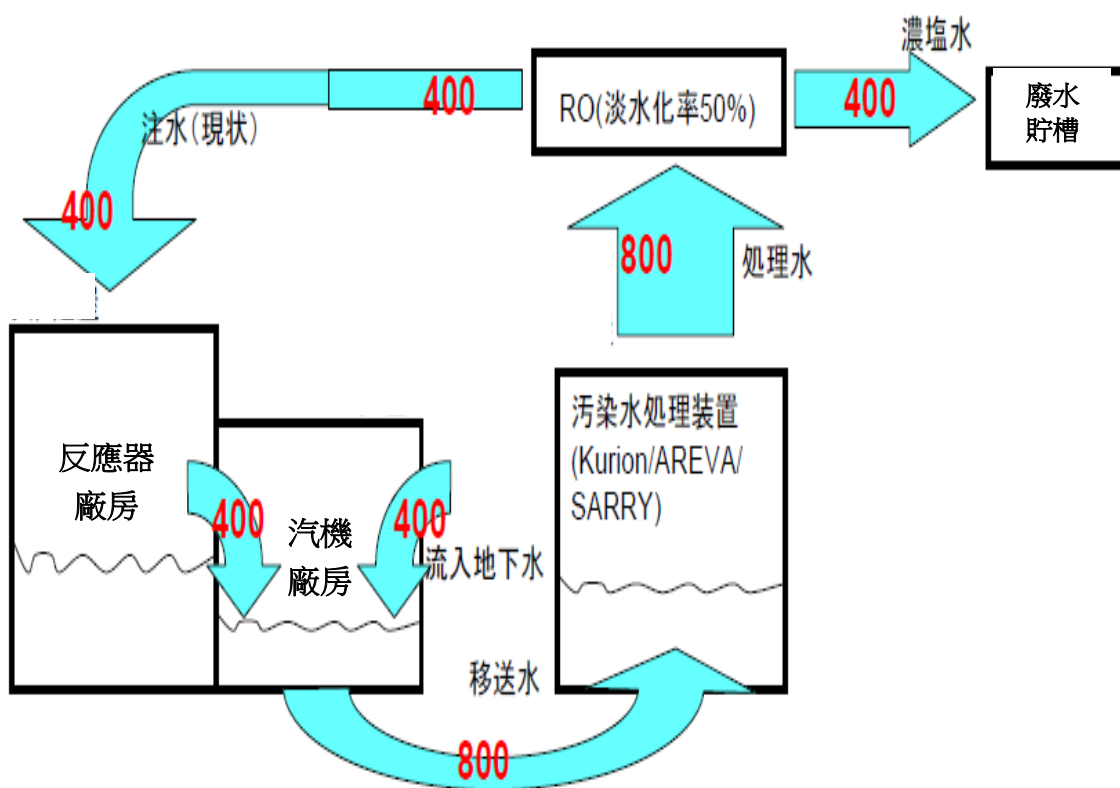 濃塩水
400
RO(淡水化率50%)
400
廢水
貯槽
注水(現状)
400
800
処理水
反應器
廠房
400
汽機
廠房
400
流入地下水
汚染水処理装置
(Kurion/AREVA/
SARRY)
移送水
800